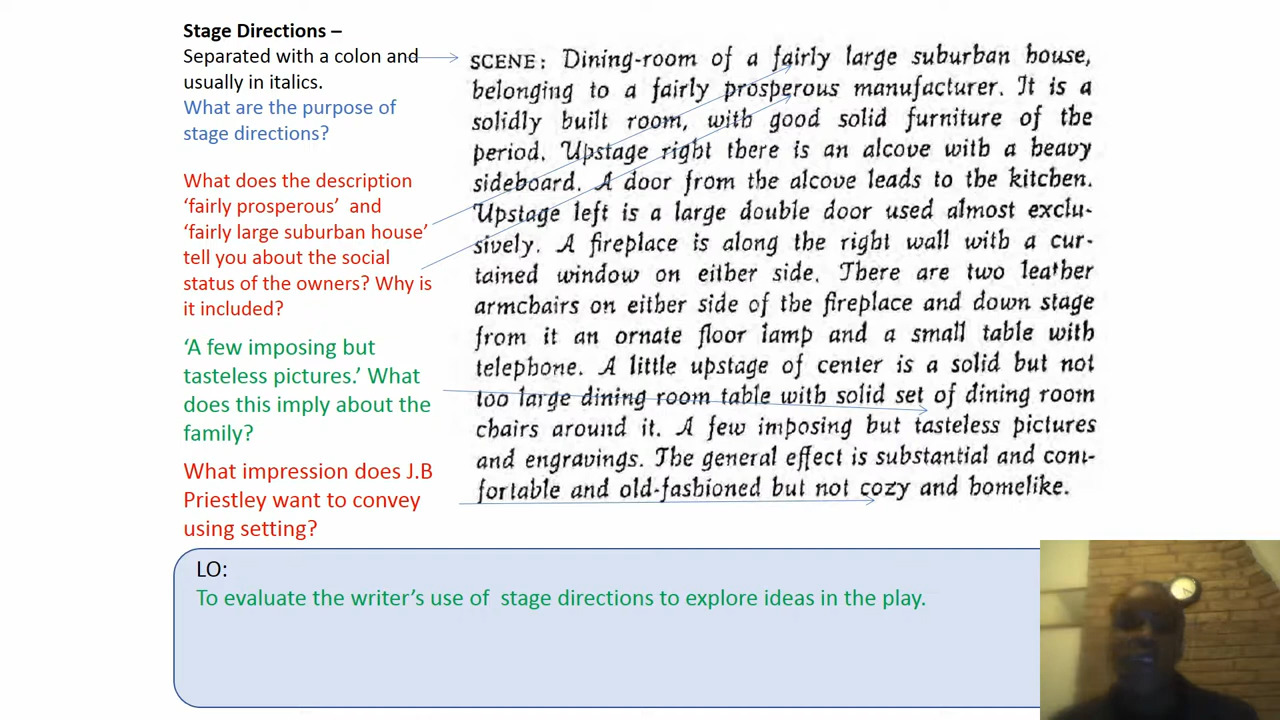 Stage Directions –
Separated with a colon and
usually in italics.
What are the purpose of
stage directions?
What does the description
‘fairly prosperous’ and
‘fairly large suburban house’
tell you about the social
status of the owners? Why is
it included?
‘A few imposing but
tasteless pictures.’ What
does this imply about the
family?
What impression does J.B
Priestley want to convey
using setting?
SCENE: Dining-room of a fairly large suburban house,
belonging to a fairly prosperous manufacturer. It is a
solidly built room, with good solid furniture of the
period. Upstage right there is an alcove with a heavy
sideboard. A door from the alcove leads to the kitchen.
Upstage left is a large double door used almost exclu-
sively. A fireplace is along the right wall with a cur-
tained window on either side. There are two leather
armchairs on either side of the fireplace and down stage
from it an ornate floor lamp and a small table with
telephone. A little upstage of center is a solid but not
too large dining room table with solid set of dining room
chairs around it. A few imposing but tasteless pictures
and engravings. The general effect is substantial and com-
fortable and old-fashioned but not cozy and homelike.
LO:
To evaluate the writer’s use of stage directions to explore ideas in the play.